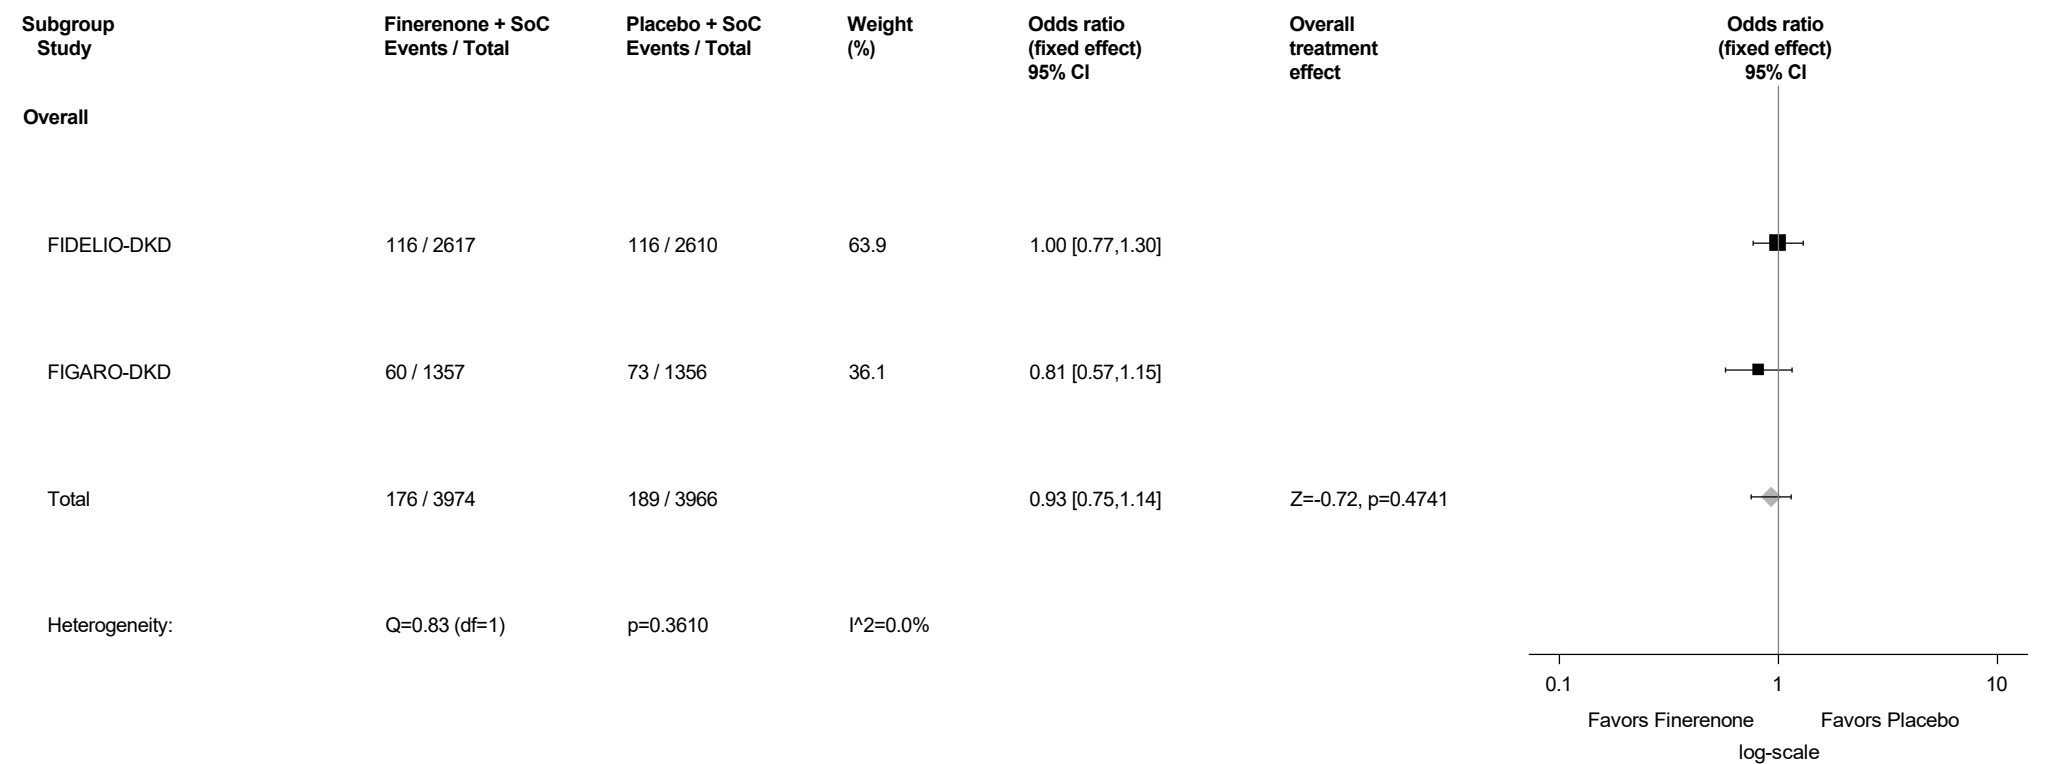 Subgroup Finerenone + SoC Placebo + SoC Weight Odds ratio Overall Odds ratio
Study Events / Total Events / Total (%) (fixed effect) treatment (fixed effect)
95% CI effect 95% CI
Overall
FIDELIO-DKD 116 / 2617 116 / 2610 63.9 1.00 [0.77,1.30]
FIGARO-DKD 60 / 1357 73 / 1356 36.1 0.81 [0.57,1.15]
Total 176 / 3974 189 / 3966 0.93 [0.75,1.14] Z=-0.72, p=0.4741
Heterogeneity: Q=0.83 (df=1) p=0.3610 I^2=0.0%
0.1 1 10
Favors Finerenone Favors Placebo
log-scale